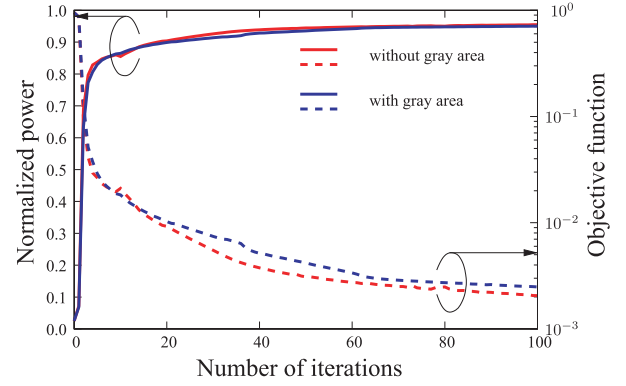 1.0
0.9
0.8
0.7
0.6
0.5
0.4
0.3
0.2
0.1
0.0
Normalized power
without gray area
with gray area
10^0
10^{-1}
10^{-2}
10^{-3}
Objective function
0 20 40 60 80 100
Number of iterations